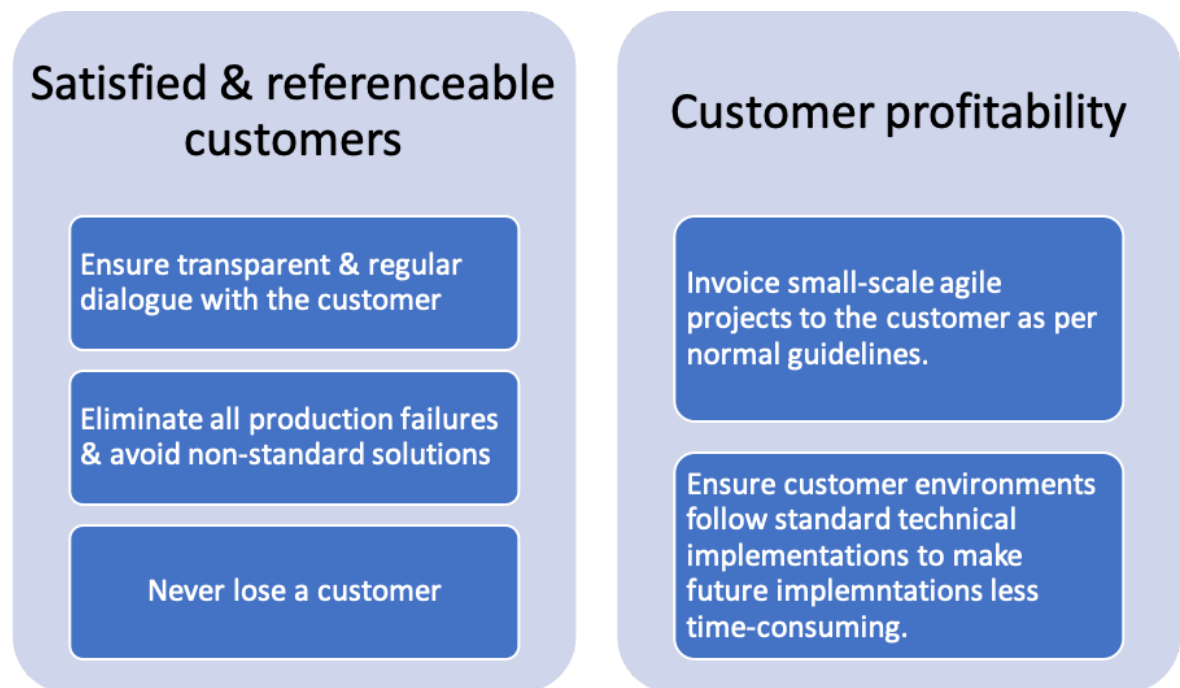 Satisfied & referenceable
customers
Ensure transparent & regular
dialogue with the customer
Eliminate all production failures
& avoid non-standard solutions
Never lose a customer
Customer profitability
Invoice small-scale agile
projects to the customer as per
normal guidelines.
Ensure customer environments
follow standard technical
implementations to make
future implemntations less
time-consuming.